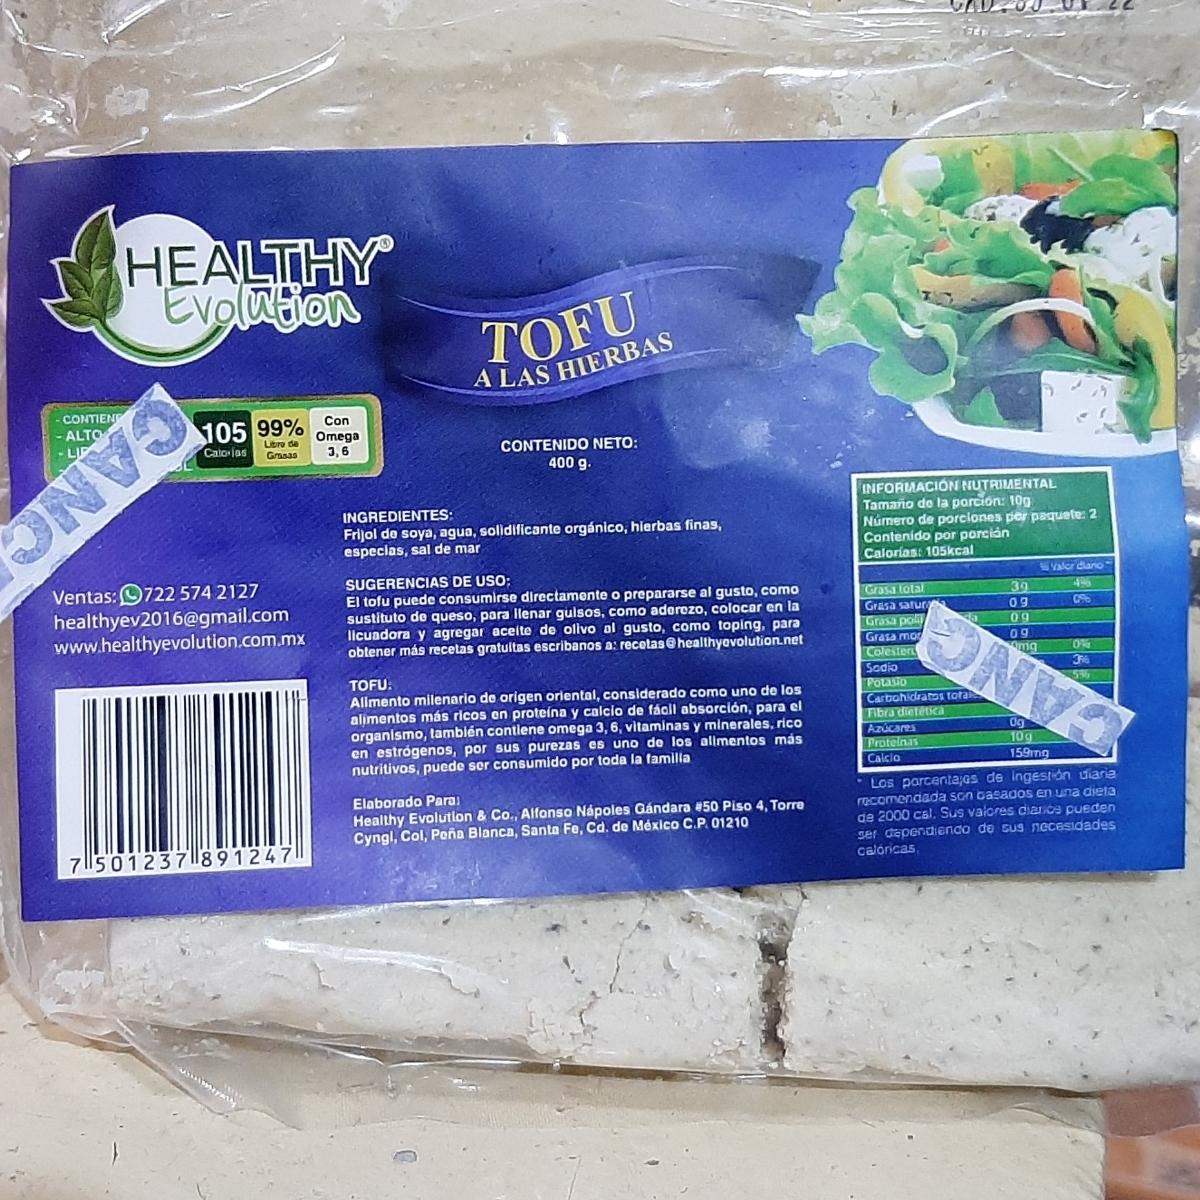 HEALTHY®
Evolution
TOFU
A LAS HIERBAS
- ALTO
105
Calorias
99%
Libre de
Grasas
Con
Omega
3, 6
CANC
CONTENIDO NETO:
400 g.
INGREDIENTES:
Frijol de soya, agua, solidificante orgánico, hierbas finas,
especias, sal de mar
SUGERENCIAS DE USO:
El tofu puede consumirse directamente o prepararse al gusto, como
sustituto de queso, para llenar guisos, como aderezo, colocar en la
licuadora y agregar aceite de olivo al gusto, como toping, para
obtener más recetas gratuitas escribanos a: recetas@healthyevolution.net
TOFU:
Alimento milenario de origen oriental, considerado como uno de los
alimentos más ricos en proteína y calcio de fácil absorción, para el
organismo, también contiene omega 3, 6, vitaminas y minerales, rico
en estrógenos, por sus purezas es uno de los alimentos más
nutritivos, puede ser consumido por toda la familia
Elaborado Para:
Healthy Evolution & Co., Alfonso Nápoles Gándara #50 Piso 4, Torre
Cyngl, Col, Peña Blanca, Santa Fe, Cd. de México C.P. 01210
Ventas: 722 574 2127
healthyev2016@gmail.com
www.healthyevolution.com.mx
7 501237 891247
INFORMACIÓN NUTRIMENTAL
Tamaño de la porción: 10g
Número de porciones por paquete: 2
Contenido por porción
Calorías: 105kcal
% Valor diario *
Grasa total 3g 4%
Grasa 0g 0%
Grasa 0g
Grasa 0g
0%
Sodio 3%
Potasio 5%
Carbohidratos
Fibra dietética
Azúcares 0g
Proteínas 10g
Calcio 159mg
CANC
* Los porcentajes de ingestión diaria
recomendada son basados en una dieta
de 2000 cal. Sus valores diarios pueden
ser dependiendo de sus necesidades
calóricas.